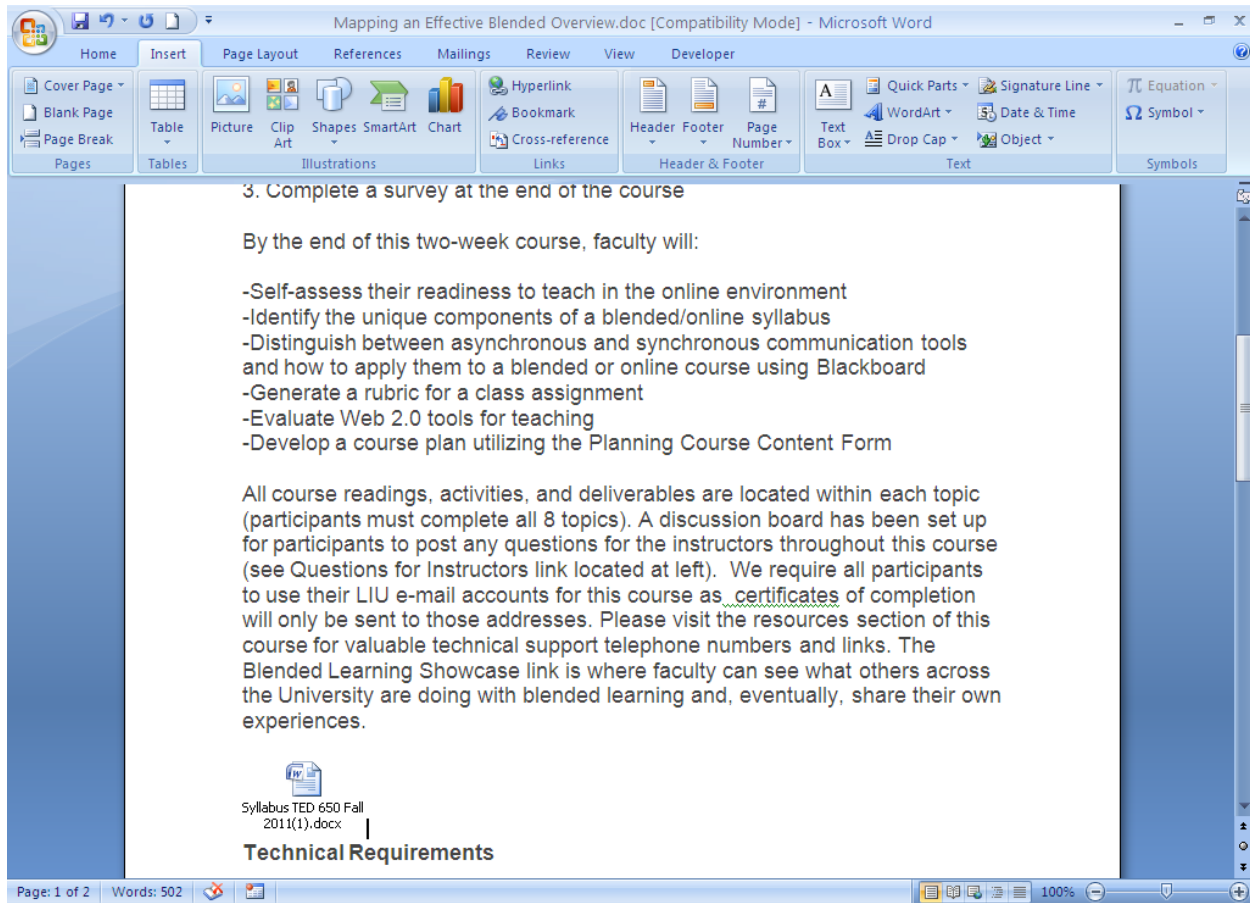 Mapping an Effective Blended Overview.doc [Compatibility Mode] - Microsoft Word
Home Insert Page Layout References Mailings Review View Developer
Cover Page
Blank Page
Page Break
Pages
Table
Tables
Picture
Clip Art
Shapes
SmartArt
Chart
Illustrations
Hyperlink
Bookmark
Cross-reference
Links
Header
Footer
Page Number
Header & Footer
Text Box
Quick Parts
WordArt
Drop Cap
Signature Line
Date & Time
Object
Text
Equation
Symbol
Symbols
3. Complete a survey at the end of the course
By the end of this two-week course, faculty will:
-Self-assess their readiness to teach in the online environment
-Identify the unique components of a blended/online syllabus
-Distinguish between asynchronous and synchronous communication tools
and how to apply them to a blended or online course using Blackboard
-Generate a rubric for a class assignment
-Evaluate Web 2.0 tools for teaching
-Develop a course plan utilizing the Planning Course Content Form
All course readings, activities, and deliverables are located within each topic
(participants must complete all 8 topics). A discussion board has been set up
for participants to post any questions for the instructors throughout this course
(see Questions for Instructors link located at left).  We require all participants
to use their LIU e-mail accounts for this course as  certificates of completion
will only be sent to those addresses. Please visit the resources section of this
course for valuable technical support telephone numbers and links. The
Blended Learning Showcase link is where faculty can see what others across
the University are doing with blended learning and, eventually, share their own
experiences.
Syllabus TED 650 Fall
2011(1).docx
Technical Requirements
Page: 1 of 2 Words: 502 100%